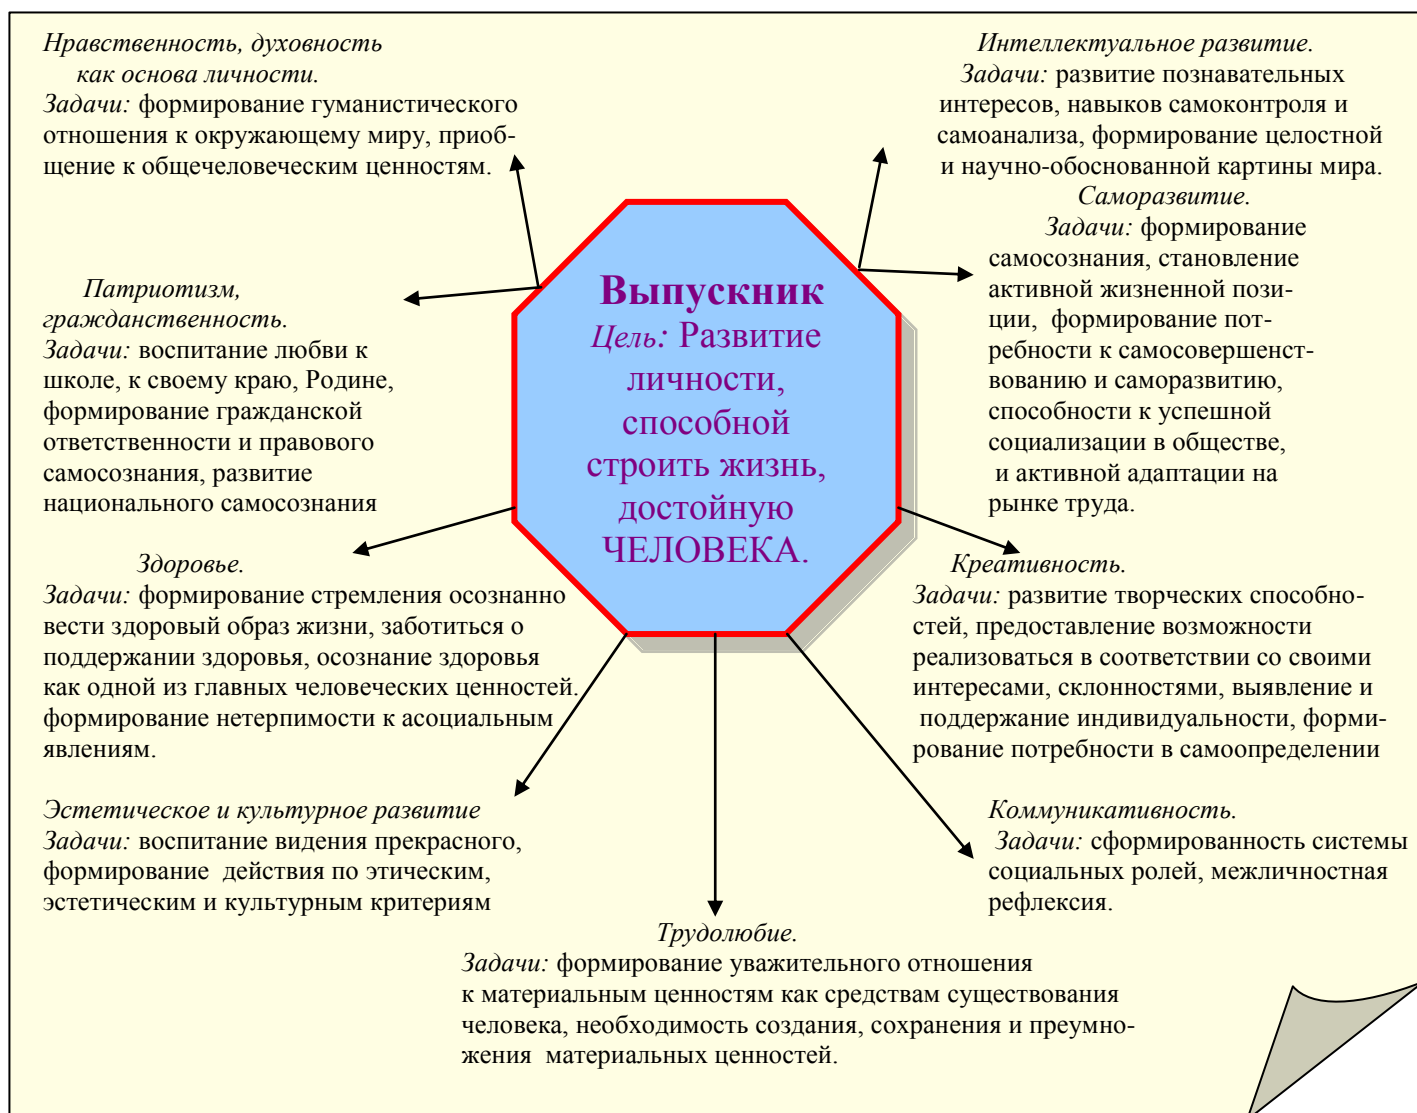 Нравственность, духовность
как основа личности.
Задачи: формирование гуманистического
отношения к окружающему миру, приоб-
щение к общечеловеческим ценностям.
Интеллектуальное развитие.
Задачи: развитие познавательных
интересов, навыков самоконтроля и
самоанализа, формирование целостной
и научно-обоснованной картины мира.
Саморазвитие.
Задачи: формирование
самосознания, становление
активной жизненной пози-
ции, формирование пот-
ребности к самосовершенст-
вованию и саморазвитию,
способности к успешной
социализации в обществе,
и активной адаптации на
рынке труда.
Патриотизм,
гражданственность.
Задачи: воспитание любви к
школе, к своему краю, Родине,
формирование гражданской
ответственности и правового
самосознания, развитие
национального самосознания
Выпускник
Цель: Развитие
личности,
способной
строить жизнь,
достойную
ЧЕЛОВЕКА.
Здоровье.
Задачи: формирование стремления осознанно
вести здоровый образ жизни, заботиться о
поддержании здоровья, осознание здоровья
как одной из главных человеческих ценностей.
формирование нетерпимости к асоциальным
явлениям.
Креативность.
Задачи: развитие творческих способно-
стей, предоставление возможности
реализоваться в соответствии со своими
интересами, склонностями, выявление и
поддержание индивидуальности, форми-
рование потребности в самоопределении
Эстетическое и культурное развитие
Задачи: воспитание видения прекрасного,
формирование действия по этическим,
эстетическим и культурным критериям
Коммуникативность.
Задачи: сформированность системы
социальных ролей, межличностная
рефлексия.
Трудолюбие.
Задачи: формирование уважительного отношения
к материальным ценностям как средствам существования
человека, необходимость создания, сохранения и преумно-
жения материальных ценностей.